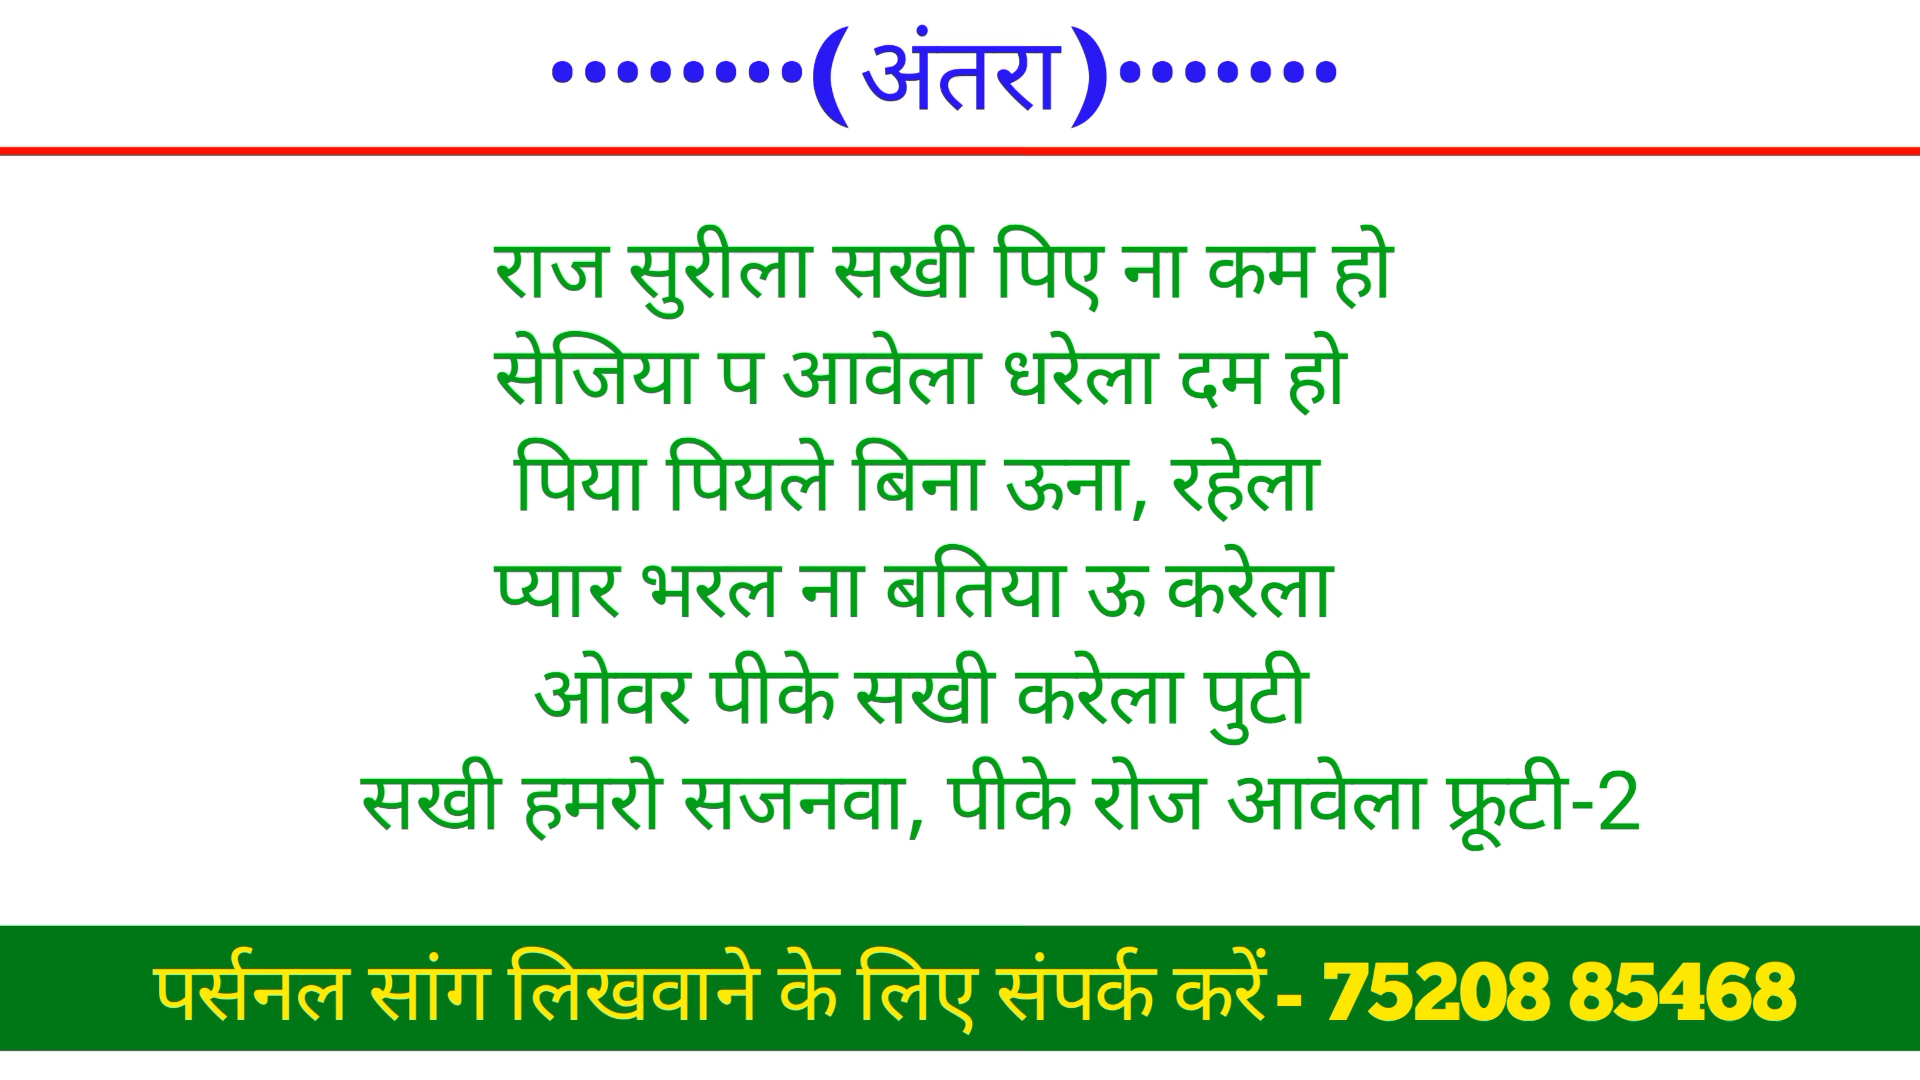 ........(अंतरा).......
राज सुरीला सखी पिए ना कम हो
सेजिया प आवेला धरेला दम हो
पिया पियले बिना ऊना, रहेला
प्यार भरल ना बतिया ऊ करेला
ओवर पीके सखी करेला पुटी
सखी हमरो सजनवा, पीके रोज आवेला फ्रूटी-2
पर्सनल सांग लिखवाने के लिए संपर्क करें- 75208 85468